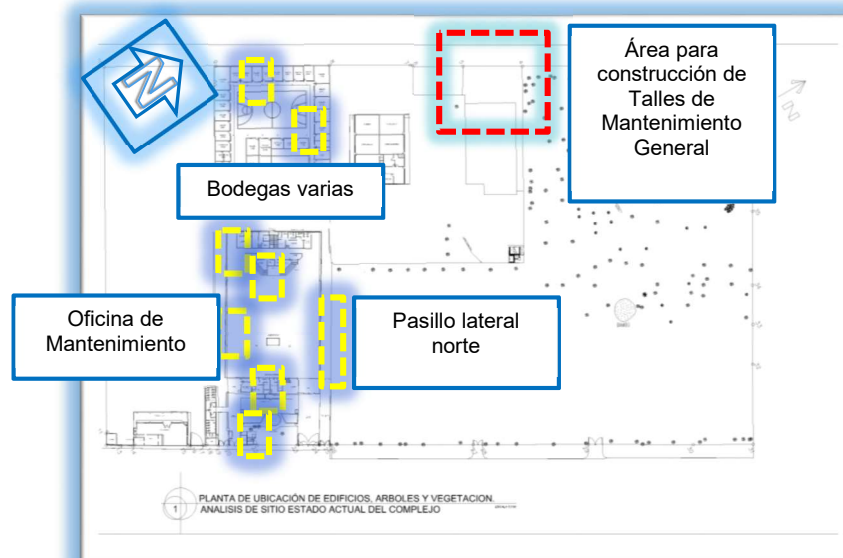 N
Área para
construcción de
Talles de
Mantenimiento
General
N
Bodegas varias
Oficina de
Mantenimiento
Pasillo lateral
norte
1
PLANTA DE UBICACIÓN DE EDIFICIOS, ARBOLES Y VEGETACION.
ANALISIS DE SITIO ESTADO ACTUAL DEL COMPLEJO